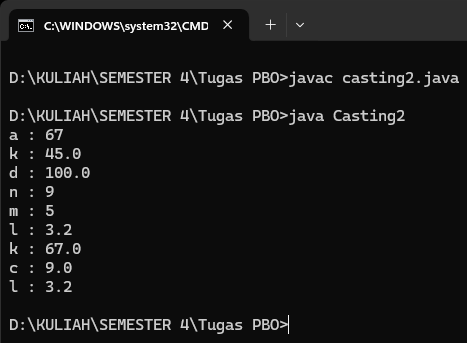 C:\WINDOWS\system32\CMD
D:\KULIAH\SEMESTER 4\Tugas PBO>javac casting2.java
D:\KULIAH\SEMESTER 4\Tugas PBO>java Casting2
a : 67
k : 45.0
d : 100.0
n : 9
m : 5
l : 3.2
k : 67.0
c : 9.0
l : 3.2
D:\KULIAH\SEMESTER 4\Tugas PBO>